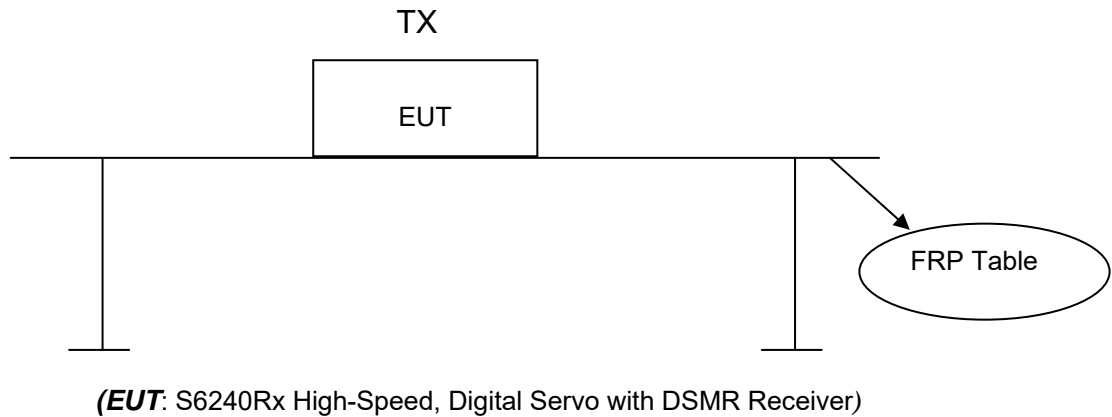 TX
EUT
FRP Table
(EUT: S6240Rx High-Speed, Digital Servo with DSMR Receiver)